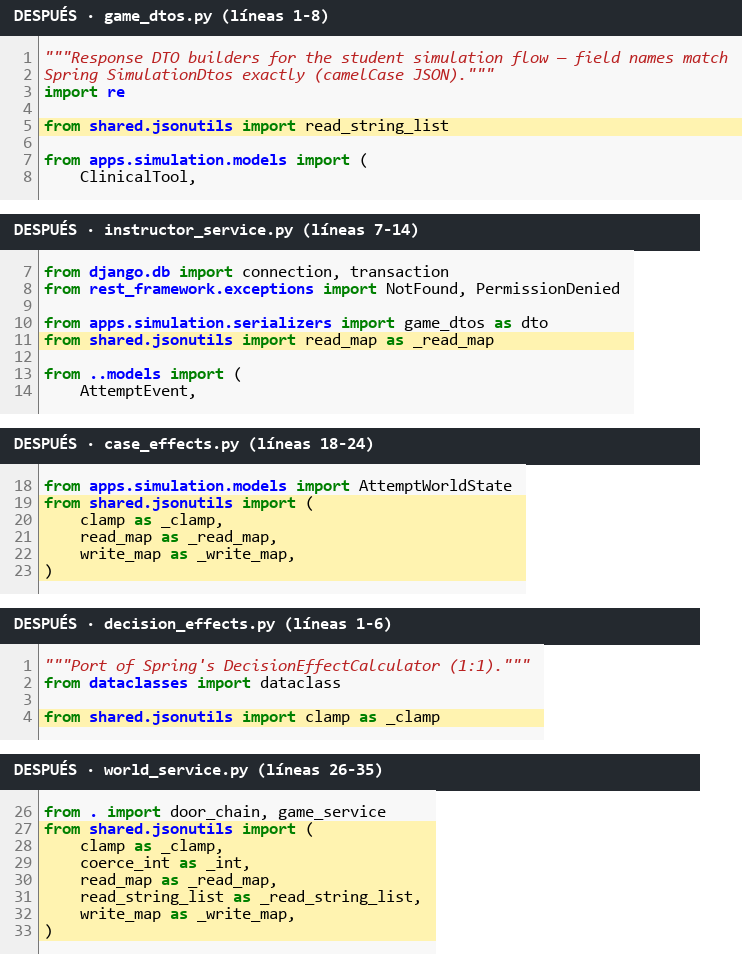 DESPUÉS · game_dtos.py (líneas 1-8)
1 """Response DTO builders for the student simulation flow — field names match
2 Spring SimulationDtos exactly (camelCase JSON)."""
3 import re
4
5 from shared.jsonutils import read_string_list
6
7 from apps.simulation.models import (
8     ClinicalTool,
DESPUÉS · instructor_service.py (líneas 7-14)
7 from django.db import connection, transaction
8 from rest_framework.exceptions import NotFound, PermissionDenied
9
10 from apps.simulation.serializers import game_dtos as dto
11 from shared.jsonutils import read_map as _read_map
12
13 from ..models import (
14     AttemptEvent,
DESPUÉS · case_effects.py (líneas 18-24)
18 from apps.simulation.models import AttemptWorldState
19 from shared.jsonutils import (
20     clamp as _clamp,
21     read_map as _read_map,
22     write_map as _write_map,
23 )
DESPUÉS · decision_effects.py (líneas 1-6)
1 """Port of Spring's DecisionEffectCalculator (1:1)."""
2 from dataclasses import dataclass
3
4 from shared.jsonutils import clamp as _clamp
DESPUÉS · world_service.py (líneas 26-35)
26 from . import door_chain, game_service
27 from shared.jsonutils import (
28     clamp as _clamp,
29     coerce_int as _int,
30     read_map as _read_map,
31     read_string_list as _read_string_list,
32     write_map as _write_map,
33 )